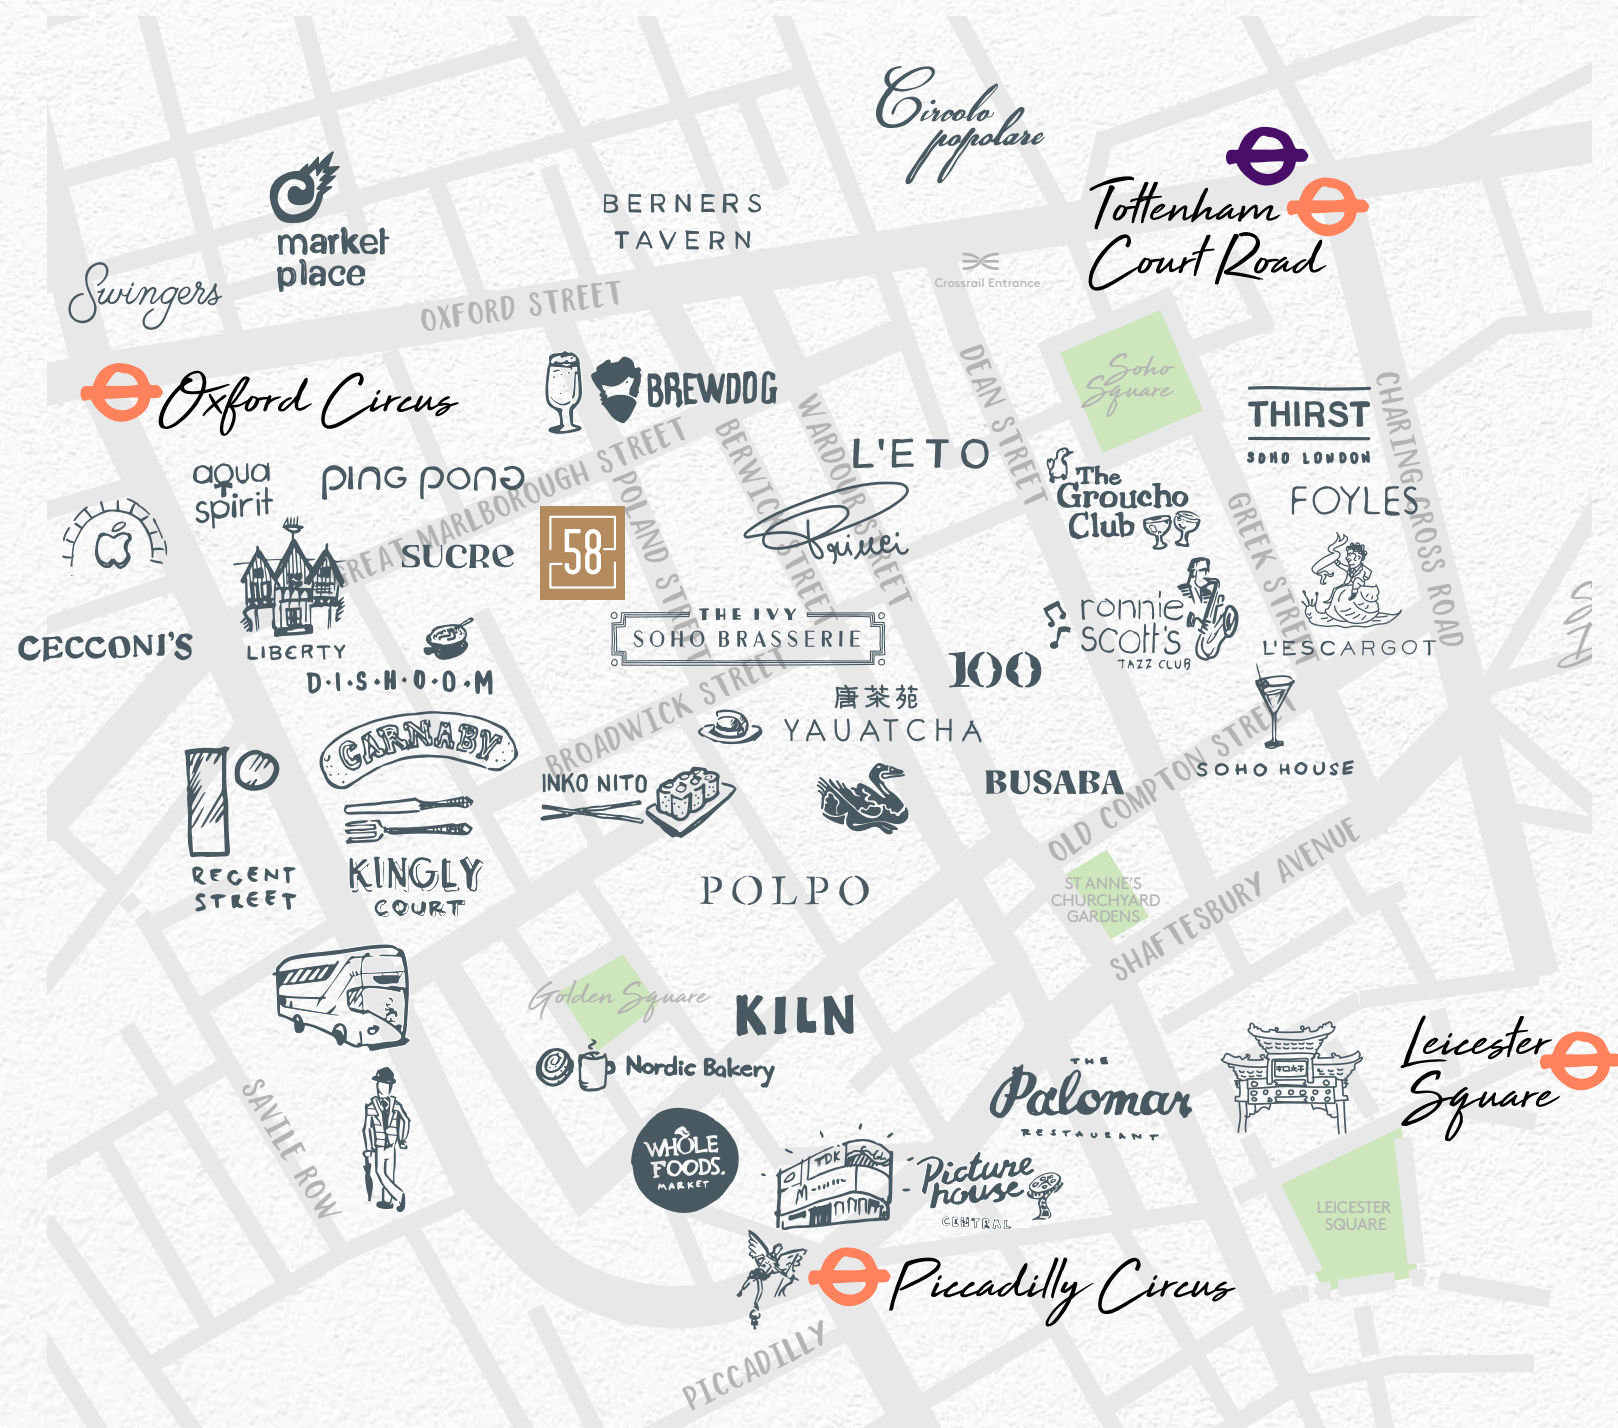 Circolo
popolare
Tottenham
Court Road
BERNERS
TAVERN
market
place
Swingers
OXFORD STREET
Crossrail Entrance
Oxford Circus
BREWDOG
Soho
Square
DEAN STREET
CHARING CROSS ROAD
THIRST
SOHO LONDON
WARDOUR STREET
BERWICK STREET
L'ETO
GREAT MARLBOROUGH STREET
POLAND STREET
aqua
spirit
ping pong
The
Groucho
Club
FOYLES
GREEK STREET
SUCRe
58
Princi
ronnie
scott's
JAZZ CLUB
THE IVY
SOHO BRASSERIE
CECCONI'S
LIBERTY
L'ESCARGOT
D·I·S·H·O·O·M
100
唐茶苑
YAUATCHA
BROADWICK STREET
CARNABY
INKO NITO
BUSABA
SOHO HOUSE
OLD COMPTON STREET
KINGLY
COURT
REGENT
STREET
POLPO
ST ANNE'S
CHURCHYARD
GARDENS
SHAFTESBURY AVENUE
Golden Square
KILN
Nordic Bakery
THE
Palomar
RESTAURANT
Leicester
Square
SAVILE ROW
WHOLE
FOODS.
MARKET
TDK
Picture
house
CENTRAL
LEICESTER
SQUARE
Piccadilly Circus
PICCADILLY